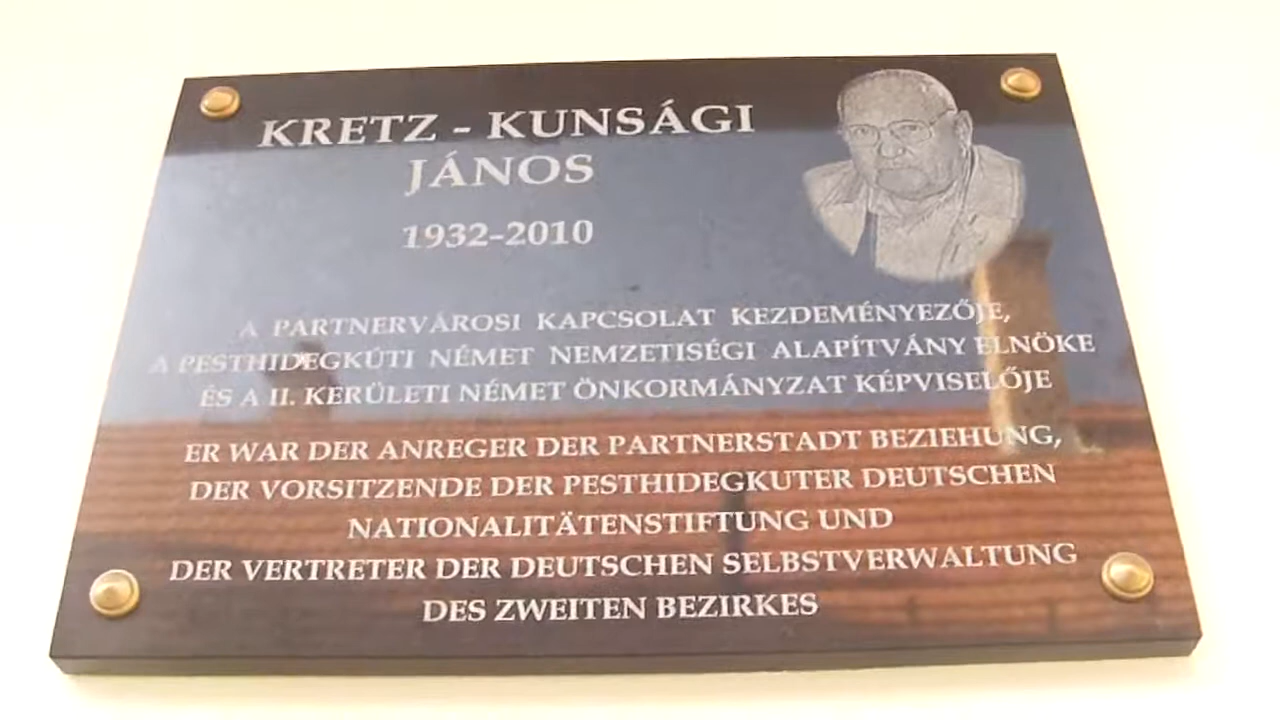 KRETZ - KUNSÁGI
JÁNOS
1932-2010
A PARTNERVÁROSI KAPCSOLAT KEZDEMÉNYEZŐJE,
A PESTHIDEGKÚTI NÉMET NEMZETISÉGI ALAPÍTVÁNY ELNÖKE
ÉS A II. KERÜLETI NÉMET ÖNKORMÁNYZAT KÉPVISELŐJE
ER WAR DER ANREGER DER PARTNERSTADT BEZIEHUNG,
DER VORSITZENDE DER PESTHIDEGKUTER DEUTSCHEN
NATIONALITÄTENSTIFTUNG UND
DER VERTRETER DER DEUTSCHEN SELBSTVERWALTUNG
DES ZWEITEN BEZIRKES